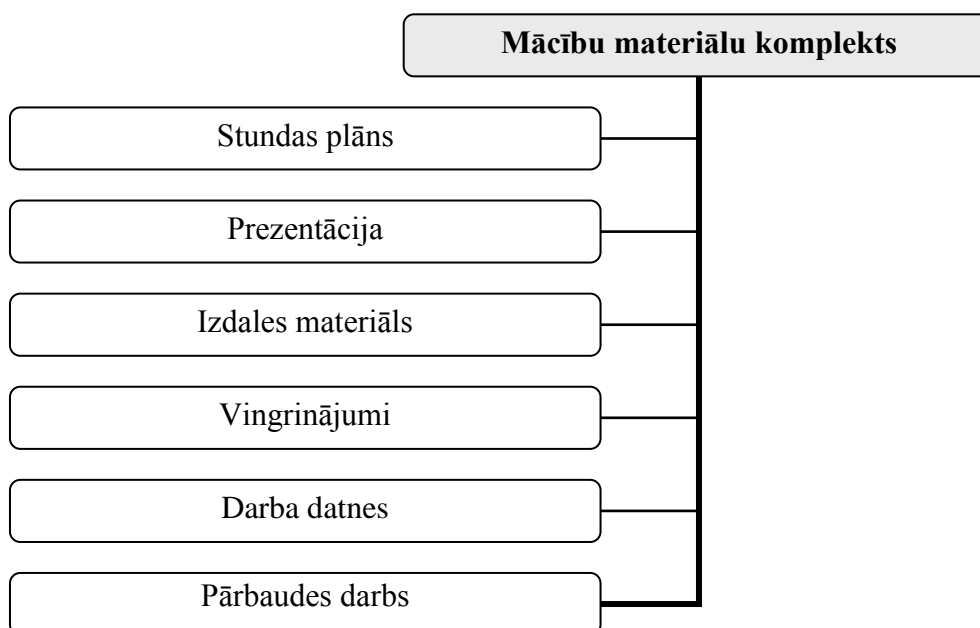 Mācību materiālu komplekts
Stundas plāns
Prezentācija
Izdales materiāls
Vingrinājumi
Darba datnes
Pārbaudes darbs